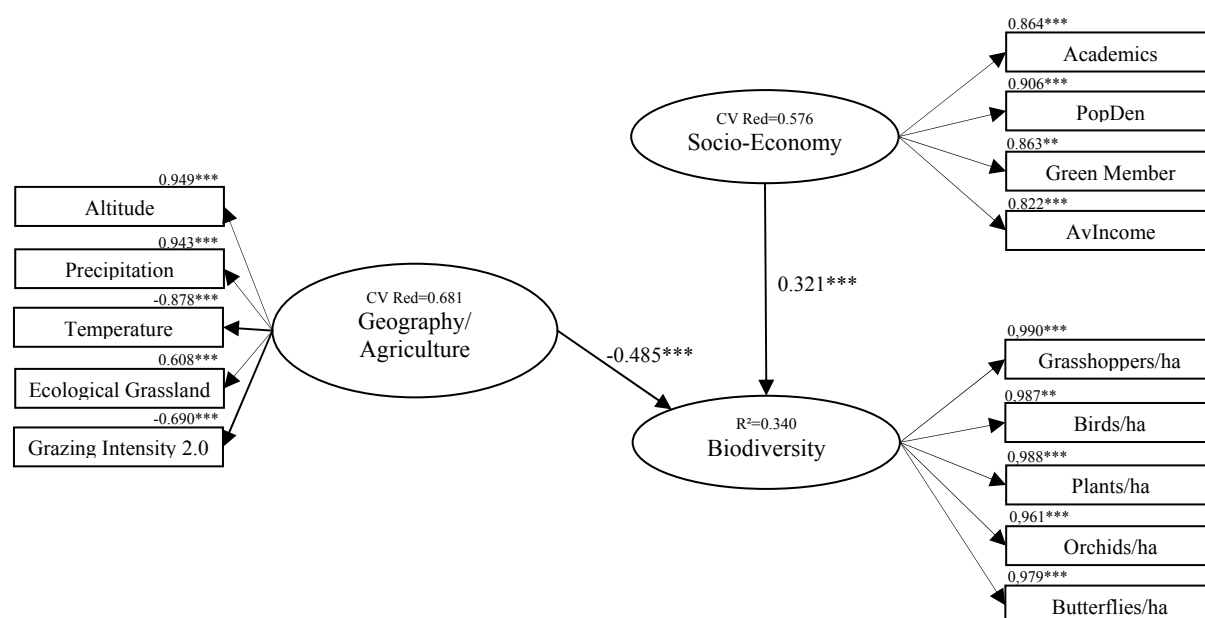 0.864***
Academics
0.906***
PopDen
0.863**
Green Member
0.822***
AvIncome
CV Red=0.576
Socio-Economy
0.949***
Altitude
0.943***
Precipitation
-0.878***
Temperature
0.608***
Ecological Grassland
-0.690***
Grazing Intensity 2.0
CV Red=0.681
Geography/
Agriculture
0.321***
-0.485***
R²=0.340
Biodiversity
0,990***
Grasshoppers/ha
0,987**
Birds/ha
0,988***
Plants/ha
0,961***
Orchids/ha
0,979***
Butterflies/ha